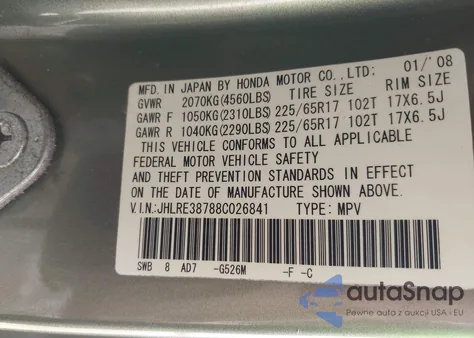 MFD. IN JAPAN BY HONDA MOTOR CO., LTD; 01/'08
GVWR 2070KG(4560LBS) TIRE SIZE RIM SIZE
GAWR F 1050KG(2310LBS) 225/65R17 102T 17X6.5J
GAWR R 1040KG(2290LBS) 225/65R17 102T 17X6.5J
THIS VEHICLE CONFORMS TO ALL APPLICABLE
FEDERAL MOTOR VEHICLE SAFETY
AND THEFT PREVENTION STANDARDS IN EFFECT
ON THE DATE OF MANUFACTURE SHOWN ABOVE.
V.I.N:JHLRE38788C026841 TYPE: MPV
SWB 8 AD7 -G526M -F -C
autoSnap
Pewne auto z aukcji USA i EU